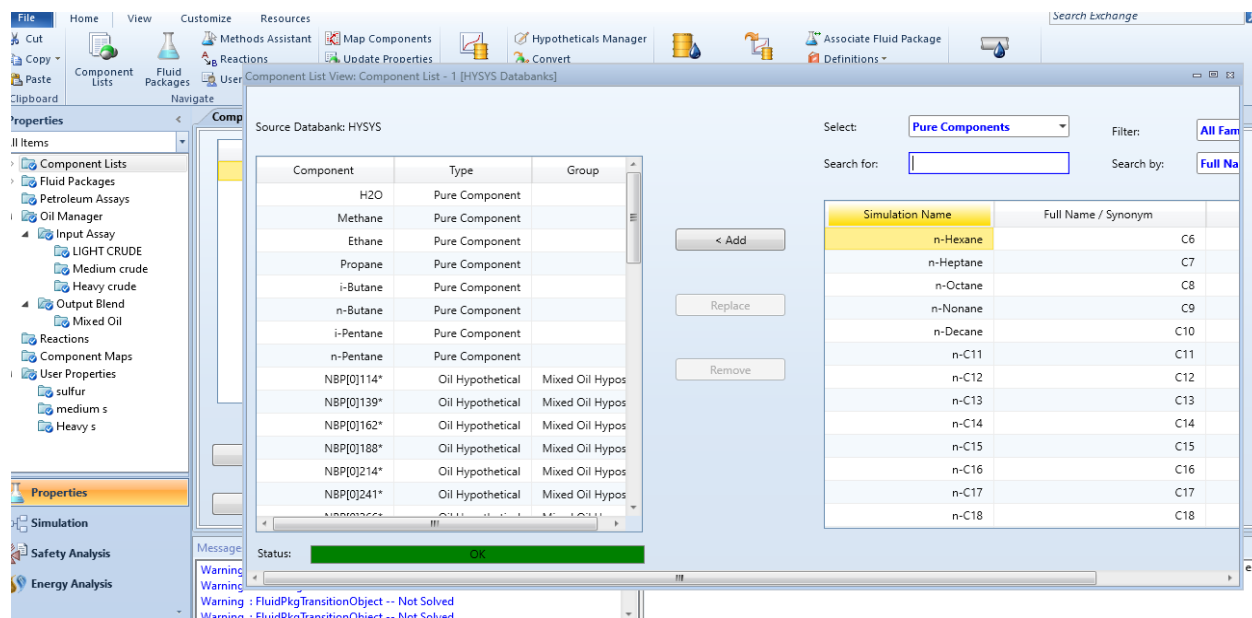 File Home View Customize Resources Search Exchange
Cut Methods Assistant Map Components Hypotheticals Manager Associate Fluid Package
Copy Reactions Update Properties Convert Definitions
Paste Component Lists Fluid Packages User
Clipboard Navigate
Component List View: Component List - 1 [HYSYS Databanks]
Properties Comp
All Items
Component Lists
Fluid Packages
Petroleum Assays
Oil Manager
Input Assay
LIGHT CRUDE
Medium crude
Heavy crude
Output Blend
Mixed Oil
Reactions
Component Maps
User Properties
sulfur
medium s
Heavy s
Properties
Simulation
Safety Analysis
Energy Analysis
Source Databank: HYSYS
Component Type Group
H2O Pure Component
Methane Pure Component
Ethane Pure Component
Propane Pure Component
i-Butane Pure Component
n-Butane Pure Component
i-Pentane Pure Component
n-Pentane Pure Component
NBP[0]114* Oil Hypothetical Mixed Oil Hypos
NBP[0]139* Oil Hypothetical Mixed Oil Hypos
NBP[0]162* Oil Hypothetical Mixed Oil Hypos
NBP[0]188* Oil Hypothetical Mixed Oil Hypos
NBP[0]214* Oil Hypothetical Mixed Oil Hypos
NBP[0]241* Oil Hypothetical Mixed Oil Hypos
Status: OK
< Add
Replace
Remove
Select: Pure Components Filter: All Fam
Search for: Search by: Full Na
Simulation Name Full Name / Synonym
n-Hexane C6
n-Heptane C7
n-Octane C8
n-Nonane C9
n-Decane C10
n-C11 C11
n-C12 C12
n-C13 C13
n-C14 C14
n-C15 C15
n-C16 C16
n-C17 C17
n-C18 C18
Message
Warning
Warning
Warning : FluidPkgTransitionObject -- Not Solved
Warning : FluidPkgTransitionObject -- Not Solved